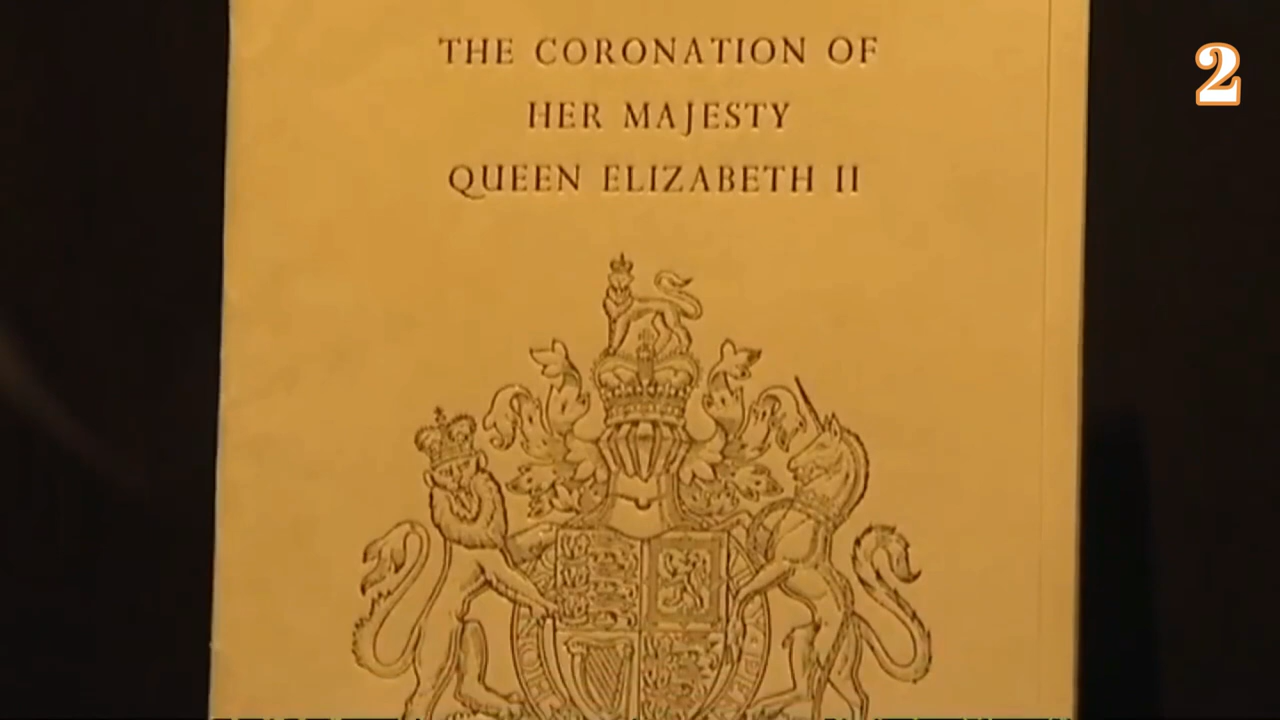 THE CORONATION OF
HER MAJESTY
QUEEN ELIZABETH II
2